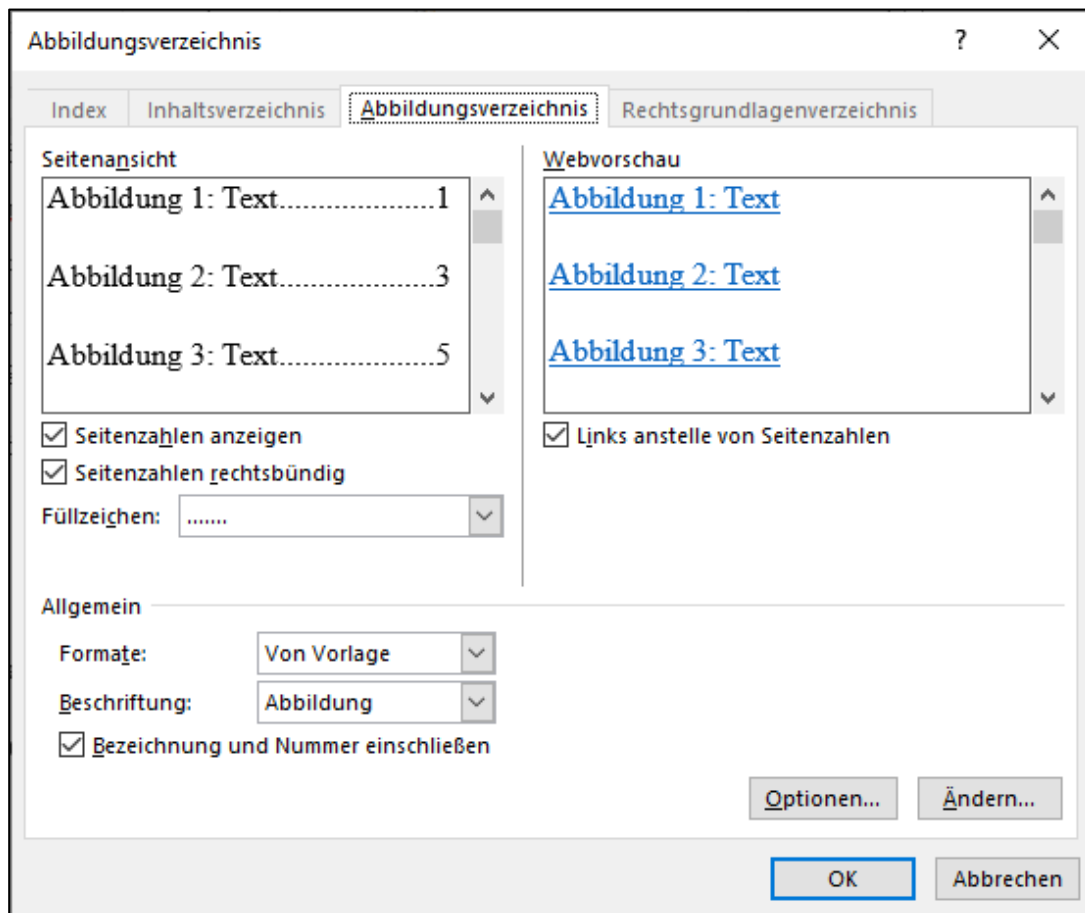 Abbildungsverzeichnis ?
Index Inhaltsverzeichnis Abbildungsverzeichnis Rechtsgrundlagenverzeichnis
Seitenansicht
Abbildung 1: Text.....................1
Abbildung 2: Text.....................3
Abbildung 3: Text.....................5
Seitenzahlen anzeigen
Seitenzahlen rechtsbündig
Füllzeichen: .......
Webvorschau
Abbildung 1: Text
Abbildung 2: Text
Abbildung 3: Text
Links anstelle von Seitenzahlen
Allgemein
Formate: Von Vorlage
Beschriftung: Abbildung
Bezeichnung und Nummer einschließen
Optionen... Ändern...
OK Abbrechen